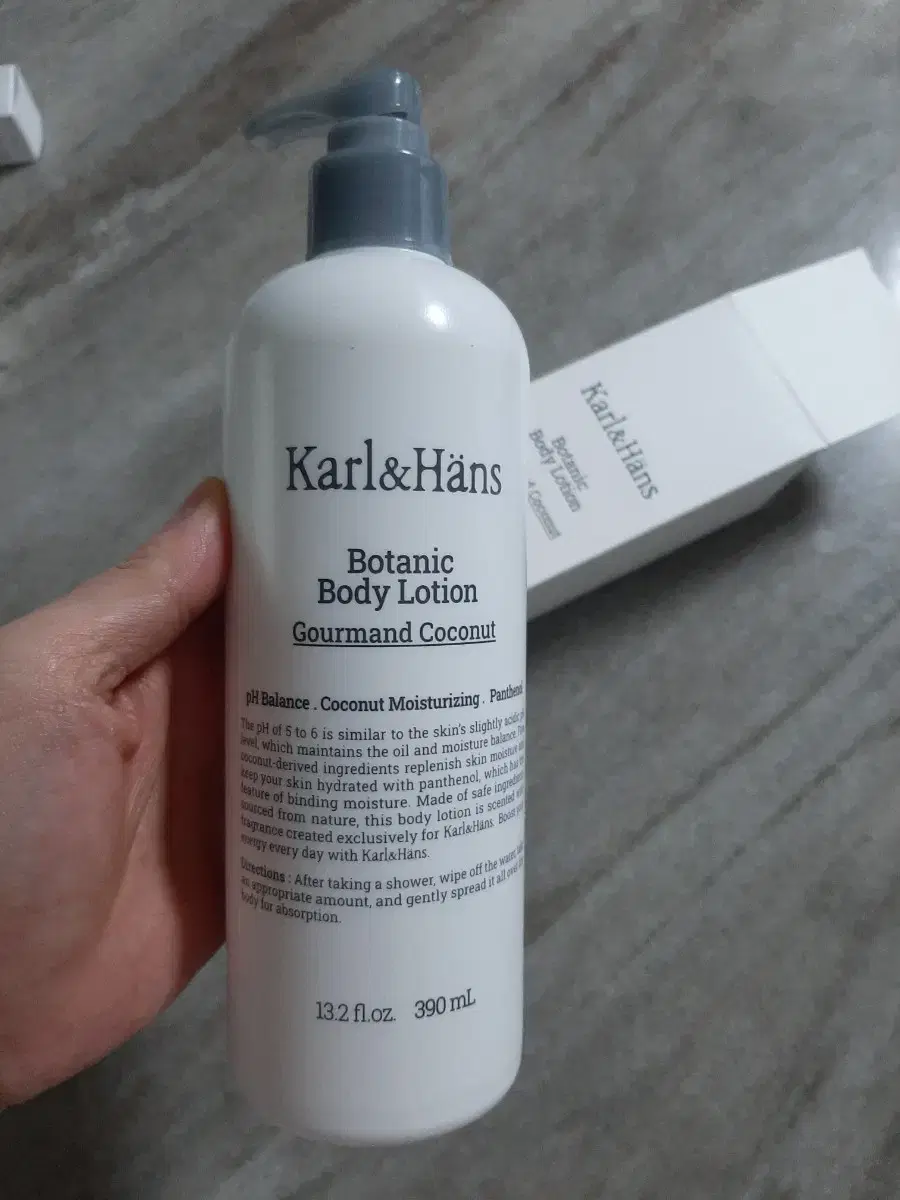 Karl&Häns
Botanic
Body Lotion
Gourmand Coconut
pH Balance . Coconut Moisturizing . Panthenol
The pH of 5 to 6 is similar to the skin's slightly acidic
level, which maintains the oil and moisture balance.
coconut-derived ingredients replenish skin moisture
keep your skin hydrated with panthenol, which has
feature of binding moisture. Made of safe ingredients
sourced from nature, this body lotion is scented
fragrance created exclusively for Karl&Häns. Boost
energy every day with Karl&Häns.
Directions : After taking a shower, wipe off the water,
an appropriate amount, and gently spread it all over
body for absorption.
13.2 fl.oz. 390 mL
Karl&Häns
Botanic
Body Lotion
Coconut